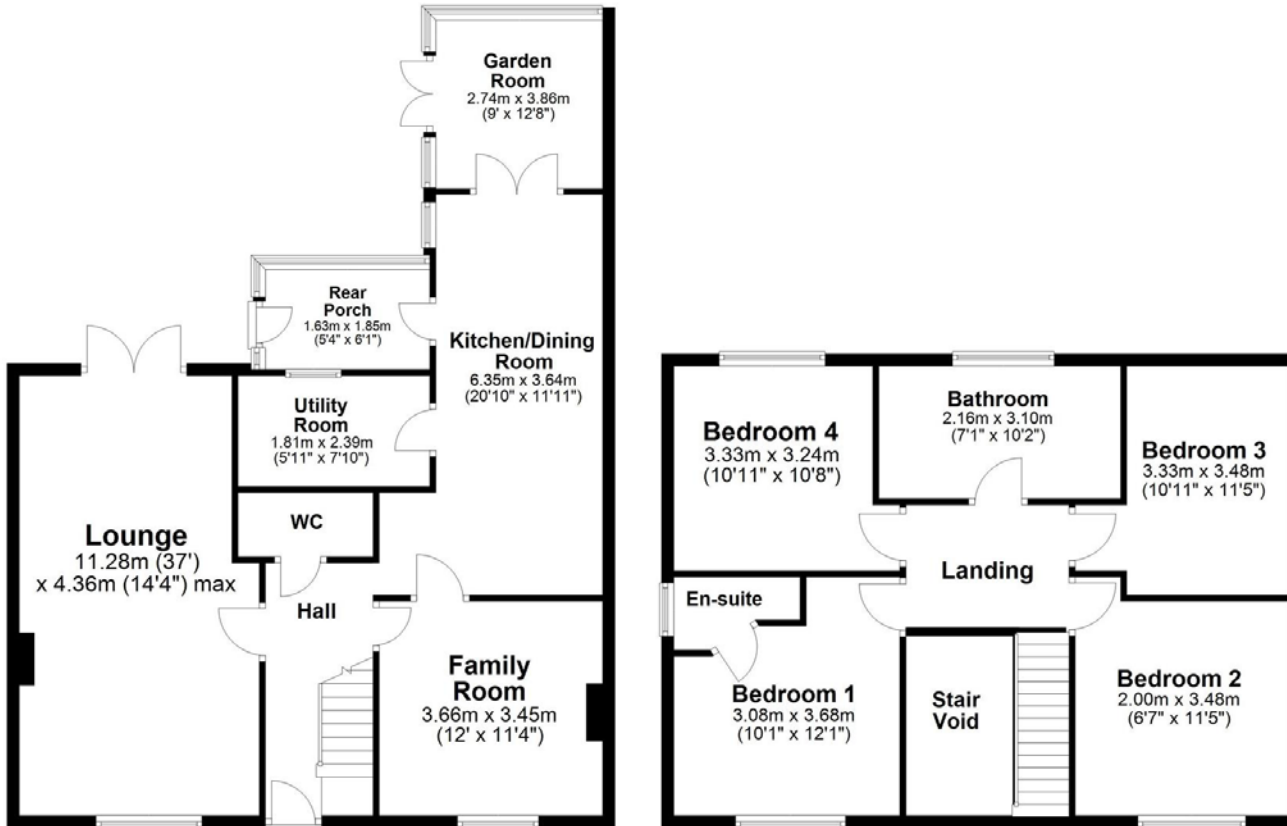 Garden
Room
2.74m x 3.86m
(9' x 12'8")
Rear
Porch
1.63m x 1.85m
(5'4" x 6'1")
Kitchen/Dining
Room
6.35m x 3.64m
(20'10" x 11'11")
Utility
Room
1.81m x 2.39m
(5'11" x 7'10")
WC
Lounge
11.28m (37')
x 4.36m (14'4") max
Hall
Family
Room
3.66m x 3.45m
(12' x 11'4")
Bedroom 4
3.33m x 3.24m
(10'11" x 10'8")
Bathroom
2.16m x 3.10m
(7'1" x 10'2")
Bedroom 3
3.33m x 3.48m
(10'11" x 11'5")
Landing
En-suite
Bedroom 1
3.08m x 3.68m
(10'1" x 12'1")
Stair
Void
Bedroom 2
2.00m x 3.48m
(6'7" x 11'5")